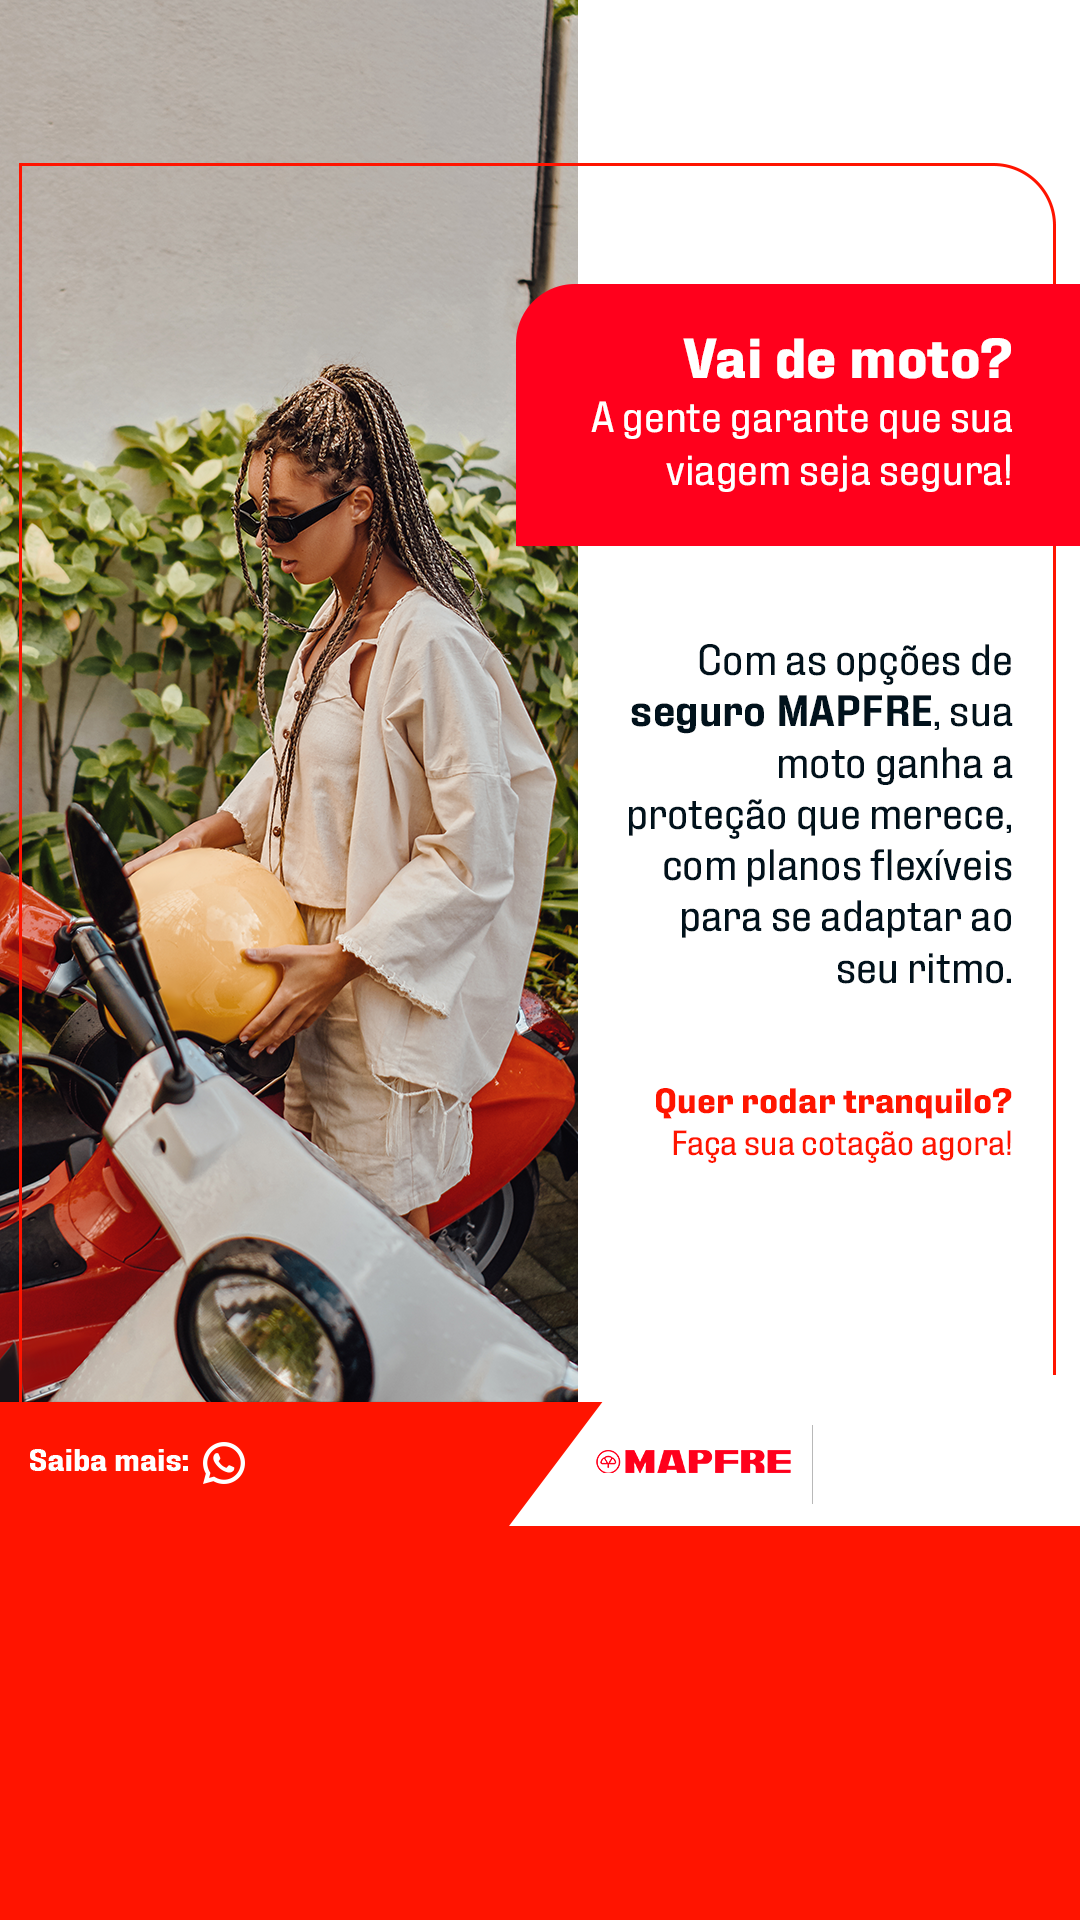 Vai de moto?
A gente garante que sua
viagem seja segura!
Com as opções de
seguro MAPFRE, sua
moto ganha a
proteção que merece,
com planos flexíveis
para se adaptar ao
seu ritmo.
Quer rodar tranquilo?
Faça sua cotação agora!
Saiba mais:
MAPFRE